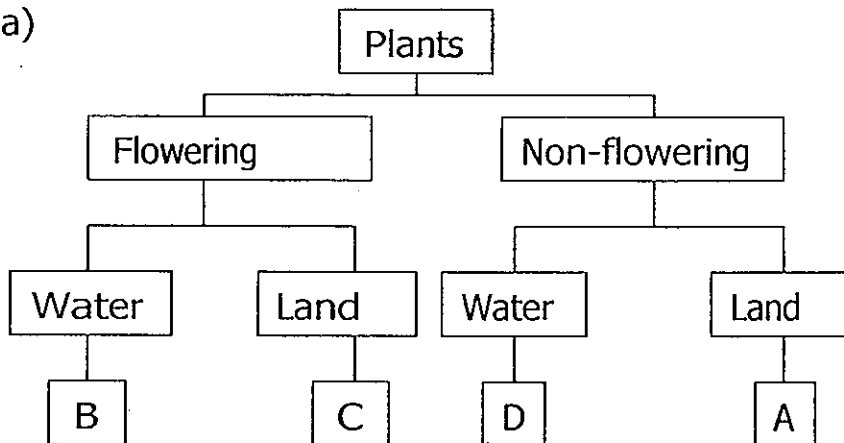 a)
Plants
Flowering Non-flowering
Water Land Water Land
B C D A